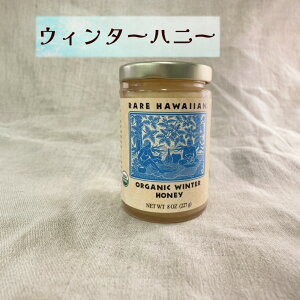 ウィンターハニー
RARE HAWAIIAN
ORGANIC WINTER
HONEY
NET WT 8 OZ (227 g)